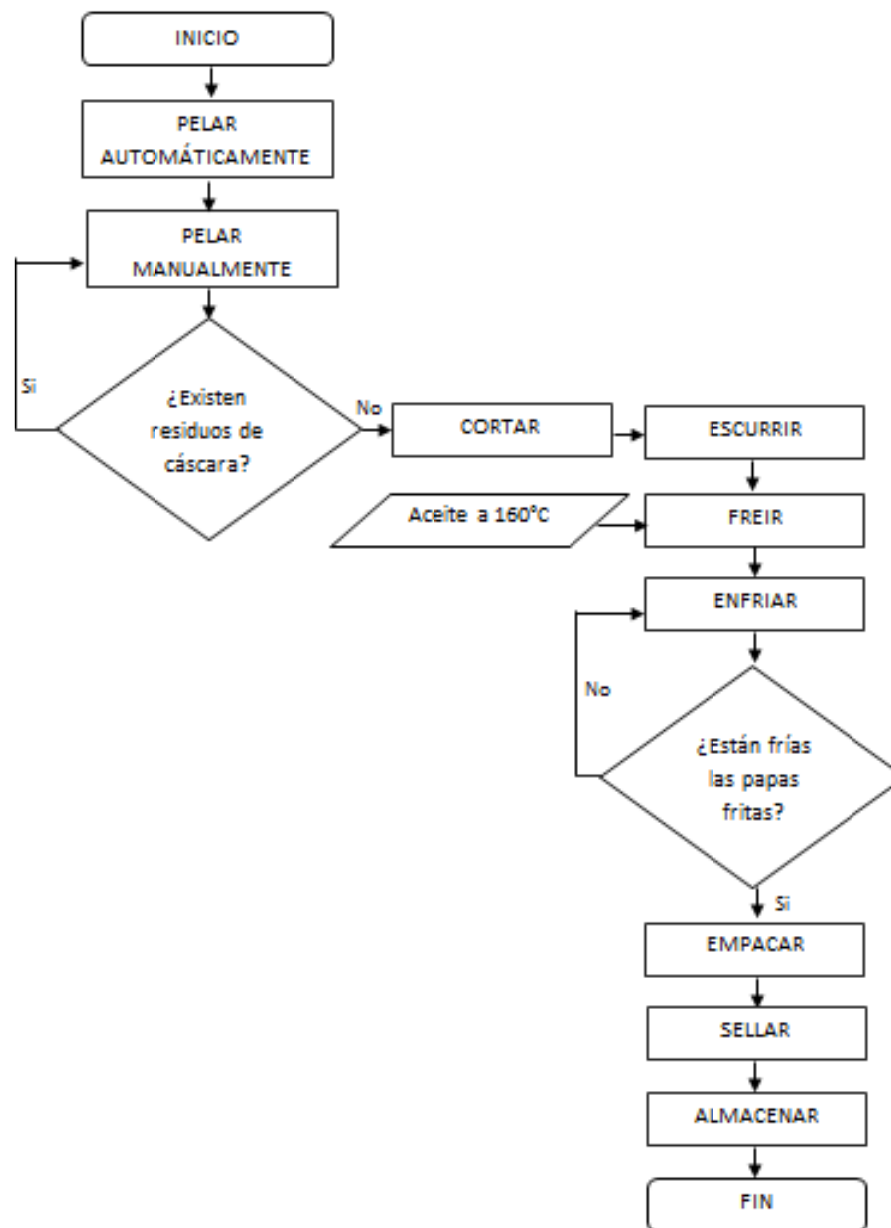 INICIO
PELAR
AUTOMÁTICAMENTE
PELAR
MANUALMENTE
Si
¿Existen
residuos de
cáscara?
No
CORTAR
ESCURRIR
Aceite a 160°C
FREIR
ENFRIAR
No
¿Están frías
las papas
fritas?
Si
EMPACAR
SELLAR
ALMACENAR
FIN